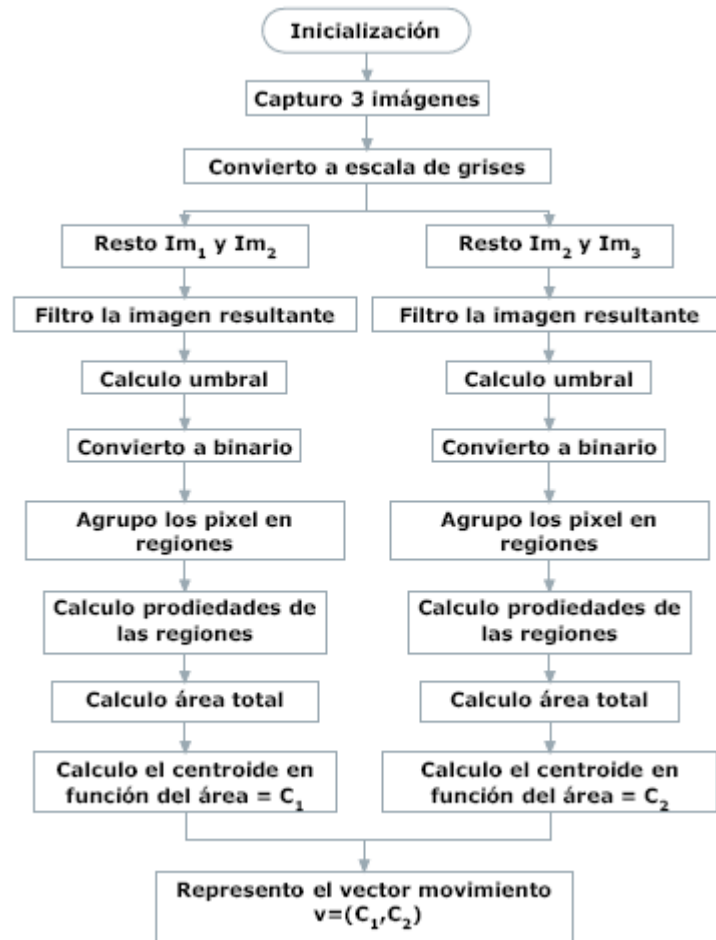 Inicialización
Capturo 3 imágenes
Convierto a escala de grises
Resto Im₁ y Im₂
Resto Im₂ y Im₃
Filtro la imagen resultante
Filtro la imagen resultante
Calculo umbral
Calculo umbral
Convierto a binario
Convierto a binario
Agrupo los pixel en
regiones
Agrupo los pixel en
regiones
Calculo prodiedades de
las regiones
Calculo prodiedades de
las regiones
Calculo área total
Calculo área total
Calculo el centroide en
función del área = C₁
Calculo el centroide en
función del área = C₂
Represento el vector movimiento
v=(C₁,C₂)